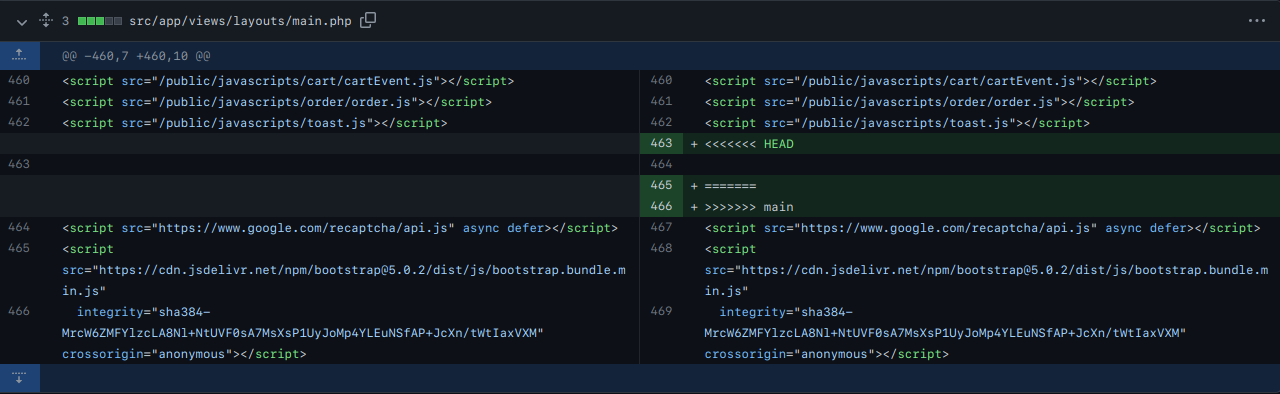 3 src/app/views/layouts/main.php
@@ -460,7 +460,10 @@
460 <script src="/public/javascripts/cart/cartEvent.js"></script>
461 <script src="/public/javascripts/order/order.js"></script>
462 <script src="/public/javascripts/toast.js"></script>
463
464 <script src="https://www.google.com/recaptcha/api.js" async defer></script>
465 <script
src="https://cdn.jsdelivr.net/npm/bootstrap@5.0.2/dist/js/bootstrap.bundle.m
in.js"
466 integrity="sha384-
MrcW6ZMFYlzcLA8Nl+NtUVF0sA7MsXsP1UyJoMp4YLEuNSfAP+JcXn/tWtIaxVXM"
crossorigin="anonymous"></script>
460 <script src="/public/javascripts/cart/cartEvent.js"></script>
461 <script src="/public/javascripts/order/order.js"></script>
462 <script src="/public/javascripts/toast.js"></script>
463 + <<<<<<< HEAD
464
465 + =======
466 + >>>>>>> main
467 <script src="https://www.google.com/recaptcha/api.js" async defer></script>
468 <script
src="https://cdn.jsdelivr.net/npm/bootstrap@5.0.2/dist/js/bootstrap.bundle.m
in.js"
469 integrity="sha384-
MrcW6ZMFYlzcLA8Nl+NtUVF0sA7MsXsP1UyJoMp4YLEuNSfAP+JcXn/tWtIaxVXM"
crossorigin="anonymous"></script>